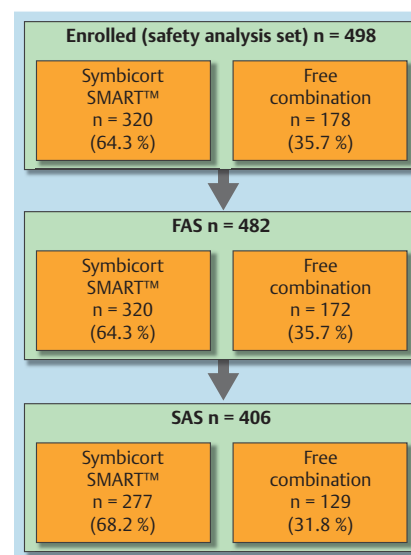 Enrolled (safety analysis set) n = 498
Symbicort
SMART™
n = 320
(64.3 %)
Free
combination
n = 178
(35.7 %)
FAS n = 482
Symbicort
SMART™
n = 320
(64.3 %)
Free
combination
n = 172
(35.7 %)
SAS n = 406
Symbicort
SMART™
n = 277
(68.2 %)
Free
combination
n = 129
(31.8 %)